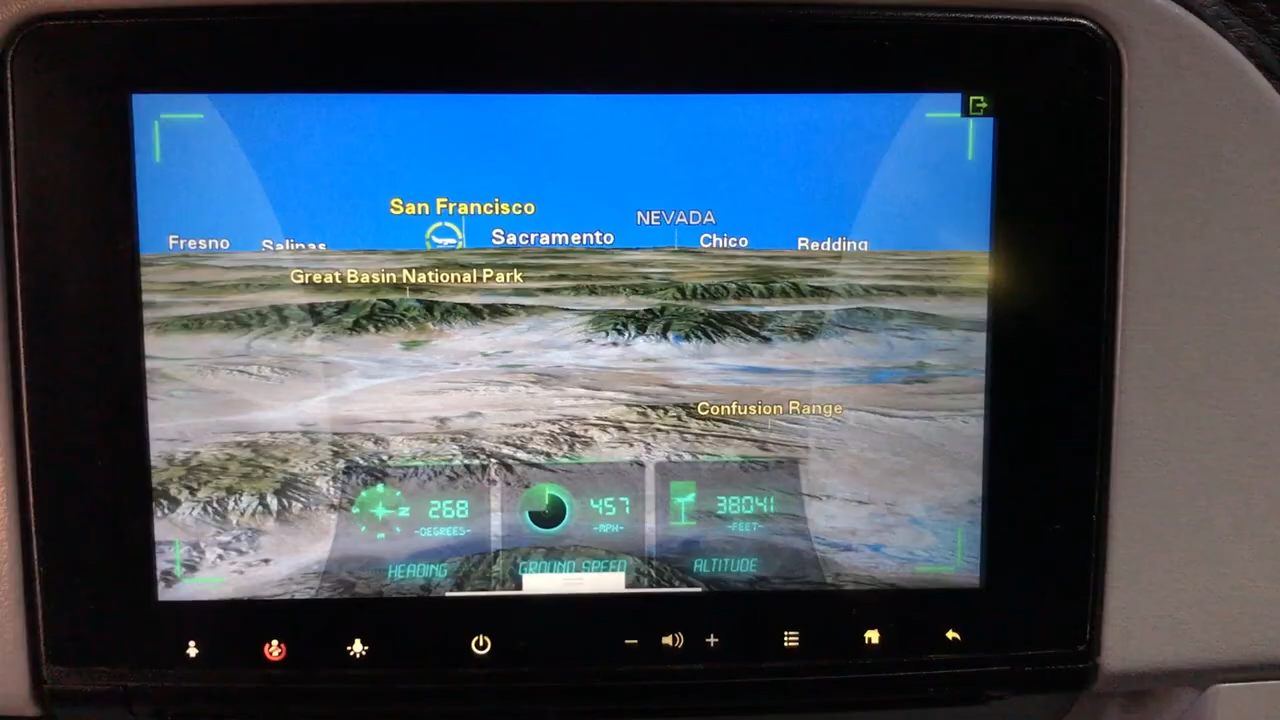 San Francisco
NEVADA
Fresno
Salinas
Sacramento
Chico
Redding
Great Basin National Park
Confusion Range
268
-DEGREES-
HEADING
457
-MPH-
GROUND SPEED
38041
-FEET-
ALTITUDE